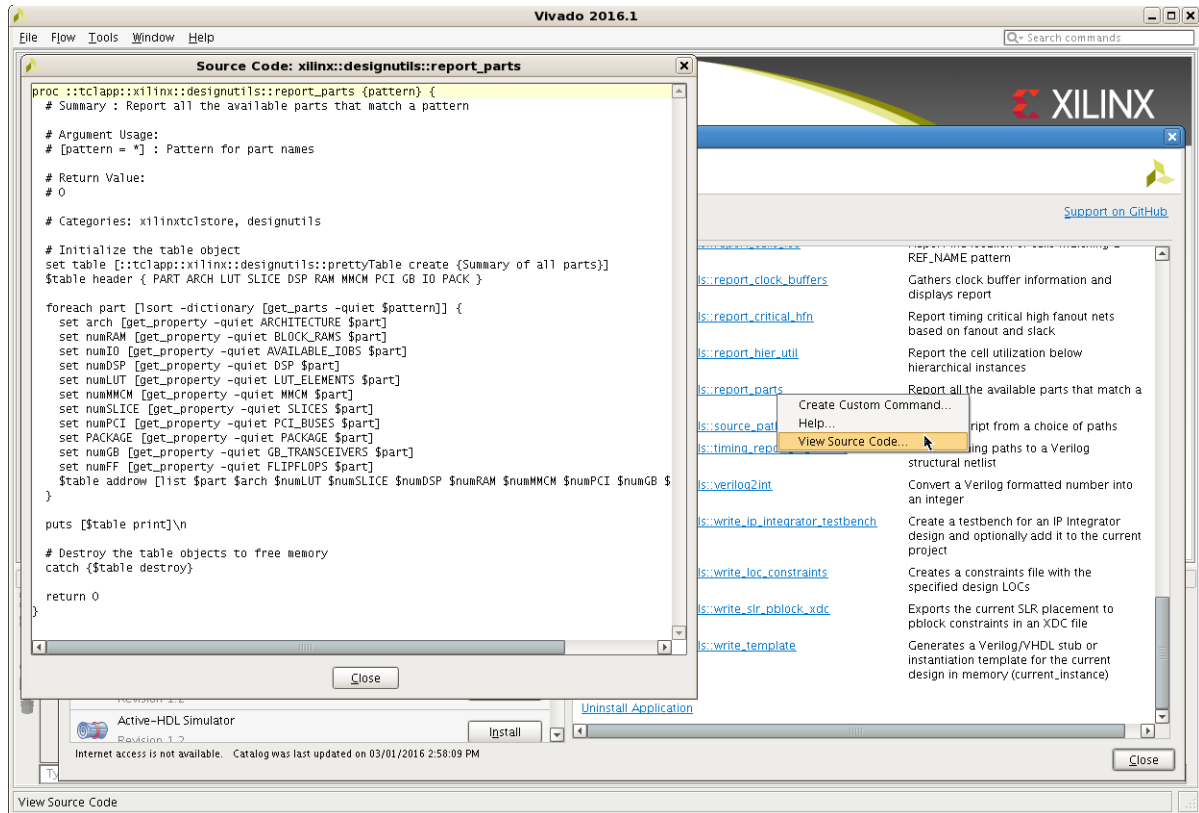 Vivado 2016.1
File Flow Tools Window Help
Search commands
Source Code: xilinx::designutils::report_parts
proc ::tclapp::xilinx::designutils::report_parts {pattern} {
# Summary : Report all the available parts that match a pattern
# Argument Usage:
# [pattern = *] : Pattern for part names
# Return Value:
# 0
# Categories: xilinxtclstore, designutils
# Initialize the table object
set table [::tclapp::xilinx::designutils::prettyTable create {Summary of all parts}]
$table header { PART ARCH LUT SLICE DSP RAM MMCM PCI GB IO PACK }
foreach part [lsort -dictionary [get_parts -quiet $pattern]] {
set arch [get_property -quiet ARCHITECTURE $part]
set numRAM [get_property -quiet BLOCK_RAMS $part]
set numIO [get_property -quiet AVAILABLE_IOBS $part]
set numDSP [get_property -quiet DSP $part]
set numLUT [get_property -quiet LUT_ELEMENTS $part]
set numMMCM [get_property -quiet MMCM $part]
set numSLICE [get_property -quiet SLICES $part]
set numPCI [get_property -quiet PCI_BUSES $part]
set PACKAGE [get_property -quiet PACKAGE $part]
set numGB [get_property -quiet GB_TRANSCEIVERS $part]
set numFF [get_property -quiet FLIPFLOPS $part]
$table addrow [list $part $arch $numLUT $numSLICE $numDSP $numRAM $numMMCM $numPCI $numGB $
}
puts [$table print]\n
# Destroy the table objects to free memory
catch {$table destroy}
return 0
}
Close
XILINX
Support on GitHub
REF_NAME pattern
ls::report_clock_buffers
Gathers clock buffer information and
displays report
ls::report_critical_hfn
Report timing critical high fanout nets
based on fanout and slack
ls::report_hier_util
Report the cell utilization below
hierarchical instances
ls::report_parts
Report all the available parts that match a
Create Custom Command...
Help...
View Source Code...
ls::source_pat
ript from a choice of paths
ls::timing_repo
ing paths to a Verilog
structural netlist
ls::verilog2int
Convert a Verilog formatted number into
an integer
ls::write_ip_integrator_testbench
Create a testbench for an IP Integrator
design and optionally add it to the current
project
ls::write_loc_constraints
Creates a constraints file with the
specified design LOCs
ls::write_slr_pblock_xdc
Exports the current SLR placement to
pblock constraints in an XDC file
ls::write_template
Generates a Verilog/VHDL stub or
instantiation template for the current
design in memory (current_instance)
Uninstall Application
Revision 1.2
Active-HDL Simulator
Revision 1.2
Install
Internet access is not available. Catalog was last updated on 03/01/2016 2:58:09 PM
Close
Ty
View Source Code